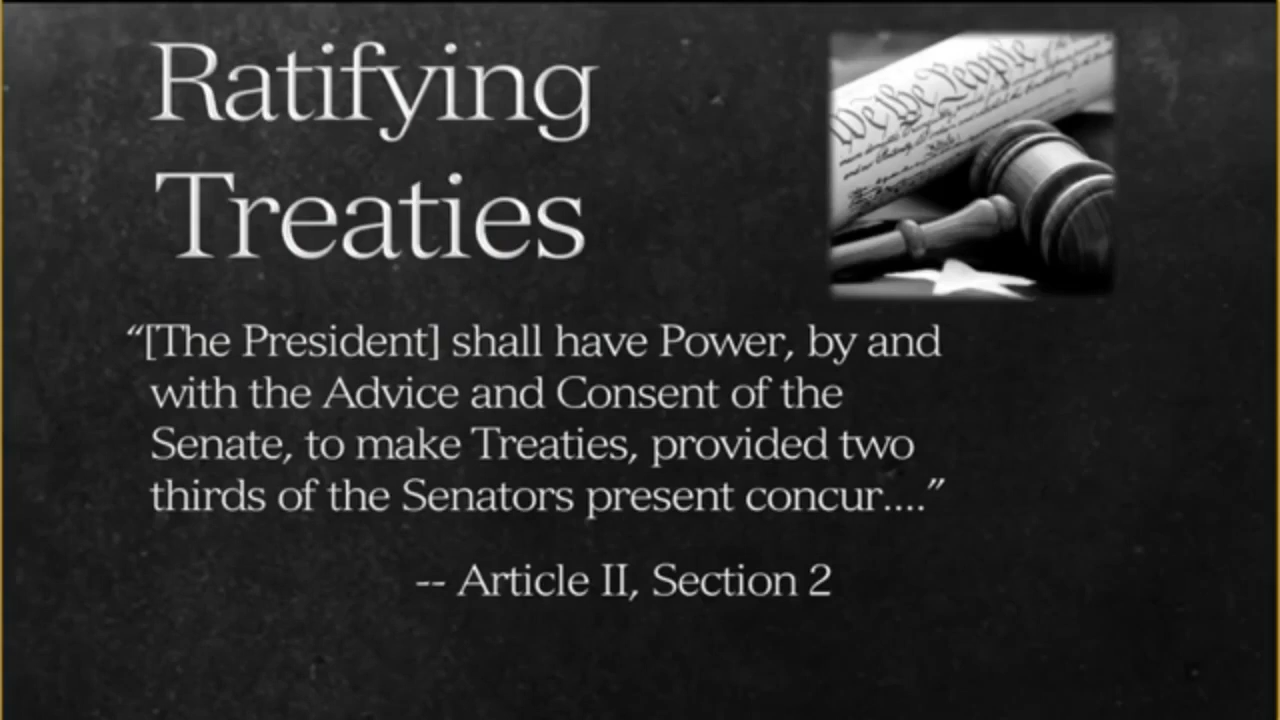 Ratifying
Treaties
We the People
“[The President] shall have Power, by and
with the Advice and Consent of the
Senate, to make Treaties, provided two
thirds of the Senators present concur....”
-- Article II, Section 2